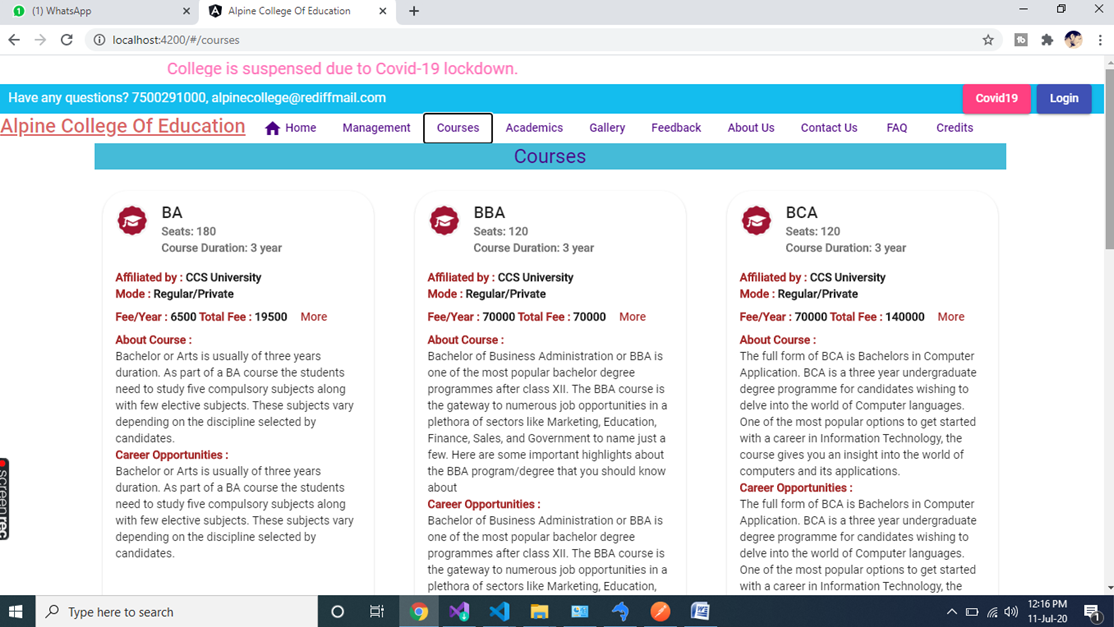 (1) WhatsApp
Alpine College Of Education
localhost:4200/#/courses
College is suspensed due to Covid-19 lockdown.
Have any questions? 7500291000, alpinecollege@rediffmail.com
Covid19
Login
Alpine College Of Education
Home
Management
Courses
Academics
Gallery
Feedback
About Us
Contact Us
FAQ
Credits
Courses
BA
Seats: 180
Course Duration: 3 year
Affiliated by : CCS University
Mode : Regular/Private
Fee/Year : 6500 Total Fee : 19500 More
About Course :
Bachelor or Arts is usually of three years
duration. As part of a BA course the students
need to study five compulsory subjects along
with few elective subjects. These subjects vary
depending on the discipline selected by
candidates.
Career Opportunities :
Bachelor or Arts is usually of three years
duration. As part of a BA course the students
need to study five compulsory subjects along
with few elective subjects. These subjects vary
depending on the discipline selected by
candidates.
BBA
Seats: 120
Course Duration: 3 year
Affiliated by : CCS University
Mode : Regular/Private
Fee/Year : 70000 Total Fee : 70000 More
About Course :
Bachelor of Business Administration or BBA is
one of the most popular bachelor degree
programmes after class XII. The BBA course is
the gateway to numerous job opportunities in a
plethora of sectors like Marketing, Education,
Finance, Sales, and Government to name just a
few. Here are some important highlights about
the BBA program/degree that you should know
about
Career Opportunities :
Bachelor of Business Administration or BBA is
one of the most popular bachelor degree
programmes after class XII. The BBA course is
the gateway to numerous job opportunities in a
plethora of sectors like Marketing, Education,
BCA
Seats: 120
Course Duration: 3 year
Affiliated by : CCS University
Mode : Regular/Private
Fee/Year : 70000 Total Fee : 140000 More
About Course :
The full form of BCA is Bachelors in Computer
Application. BCA is a three year undergraduate
degree programme for candidates wishing to
delve into the world of Computer languages.
One of the most popular options to get started
with a career in Information Technology, the
course gives you an insight into the world of
computers and its applications.
Career Opportunities :
The full form of BCA is Bachelors in Computer
Application. BCA is a three year undergraduate
degree programme for candidates wishing to
delve into the world of Computer languages.
One of the most popular options to get started
with a career in Information Technology, the
screenrec
Type here to search
12:16 PM
11-Jul-20
1